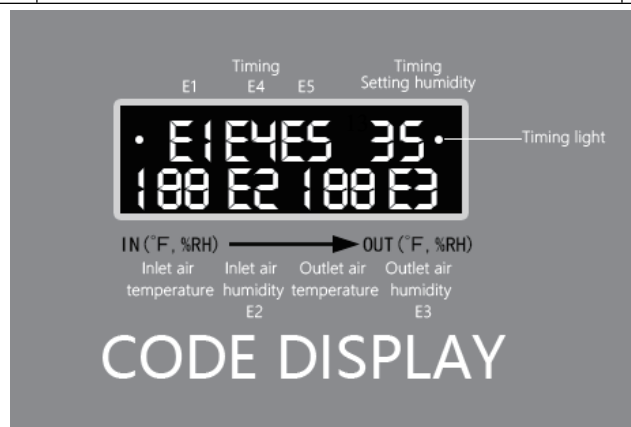 Timing Timing
E1 E4 E5 Setting humidity
E1E4E5 35
Timing light
188 E2 188 E3
IN (°F, %RH) OUT (°F, %RH)
Inlet air Inlet air Outlet air Outlet air
temperature humidity temperature humidity
E2 E3
CODE DISPLAY